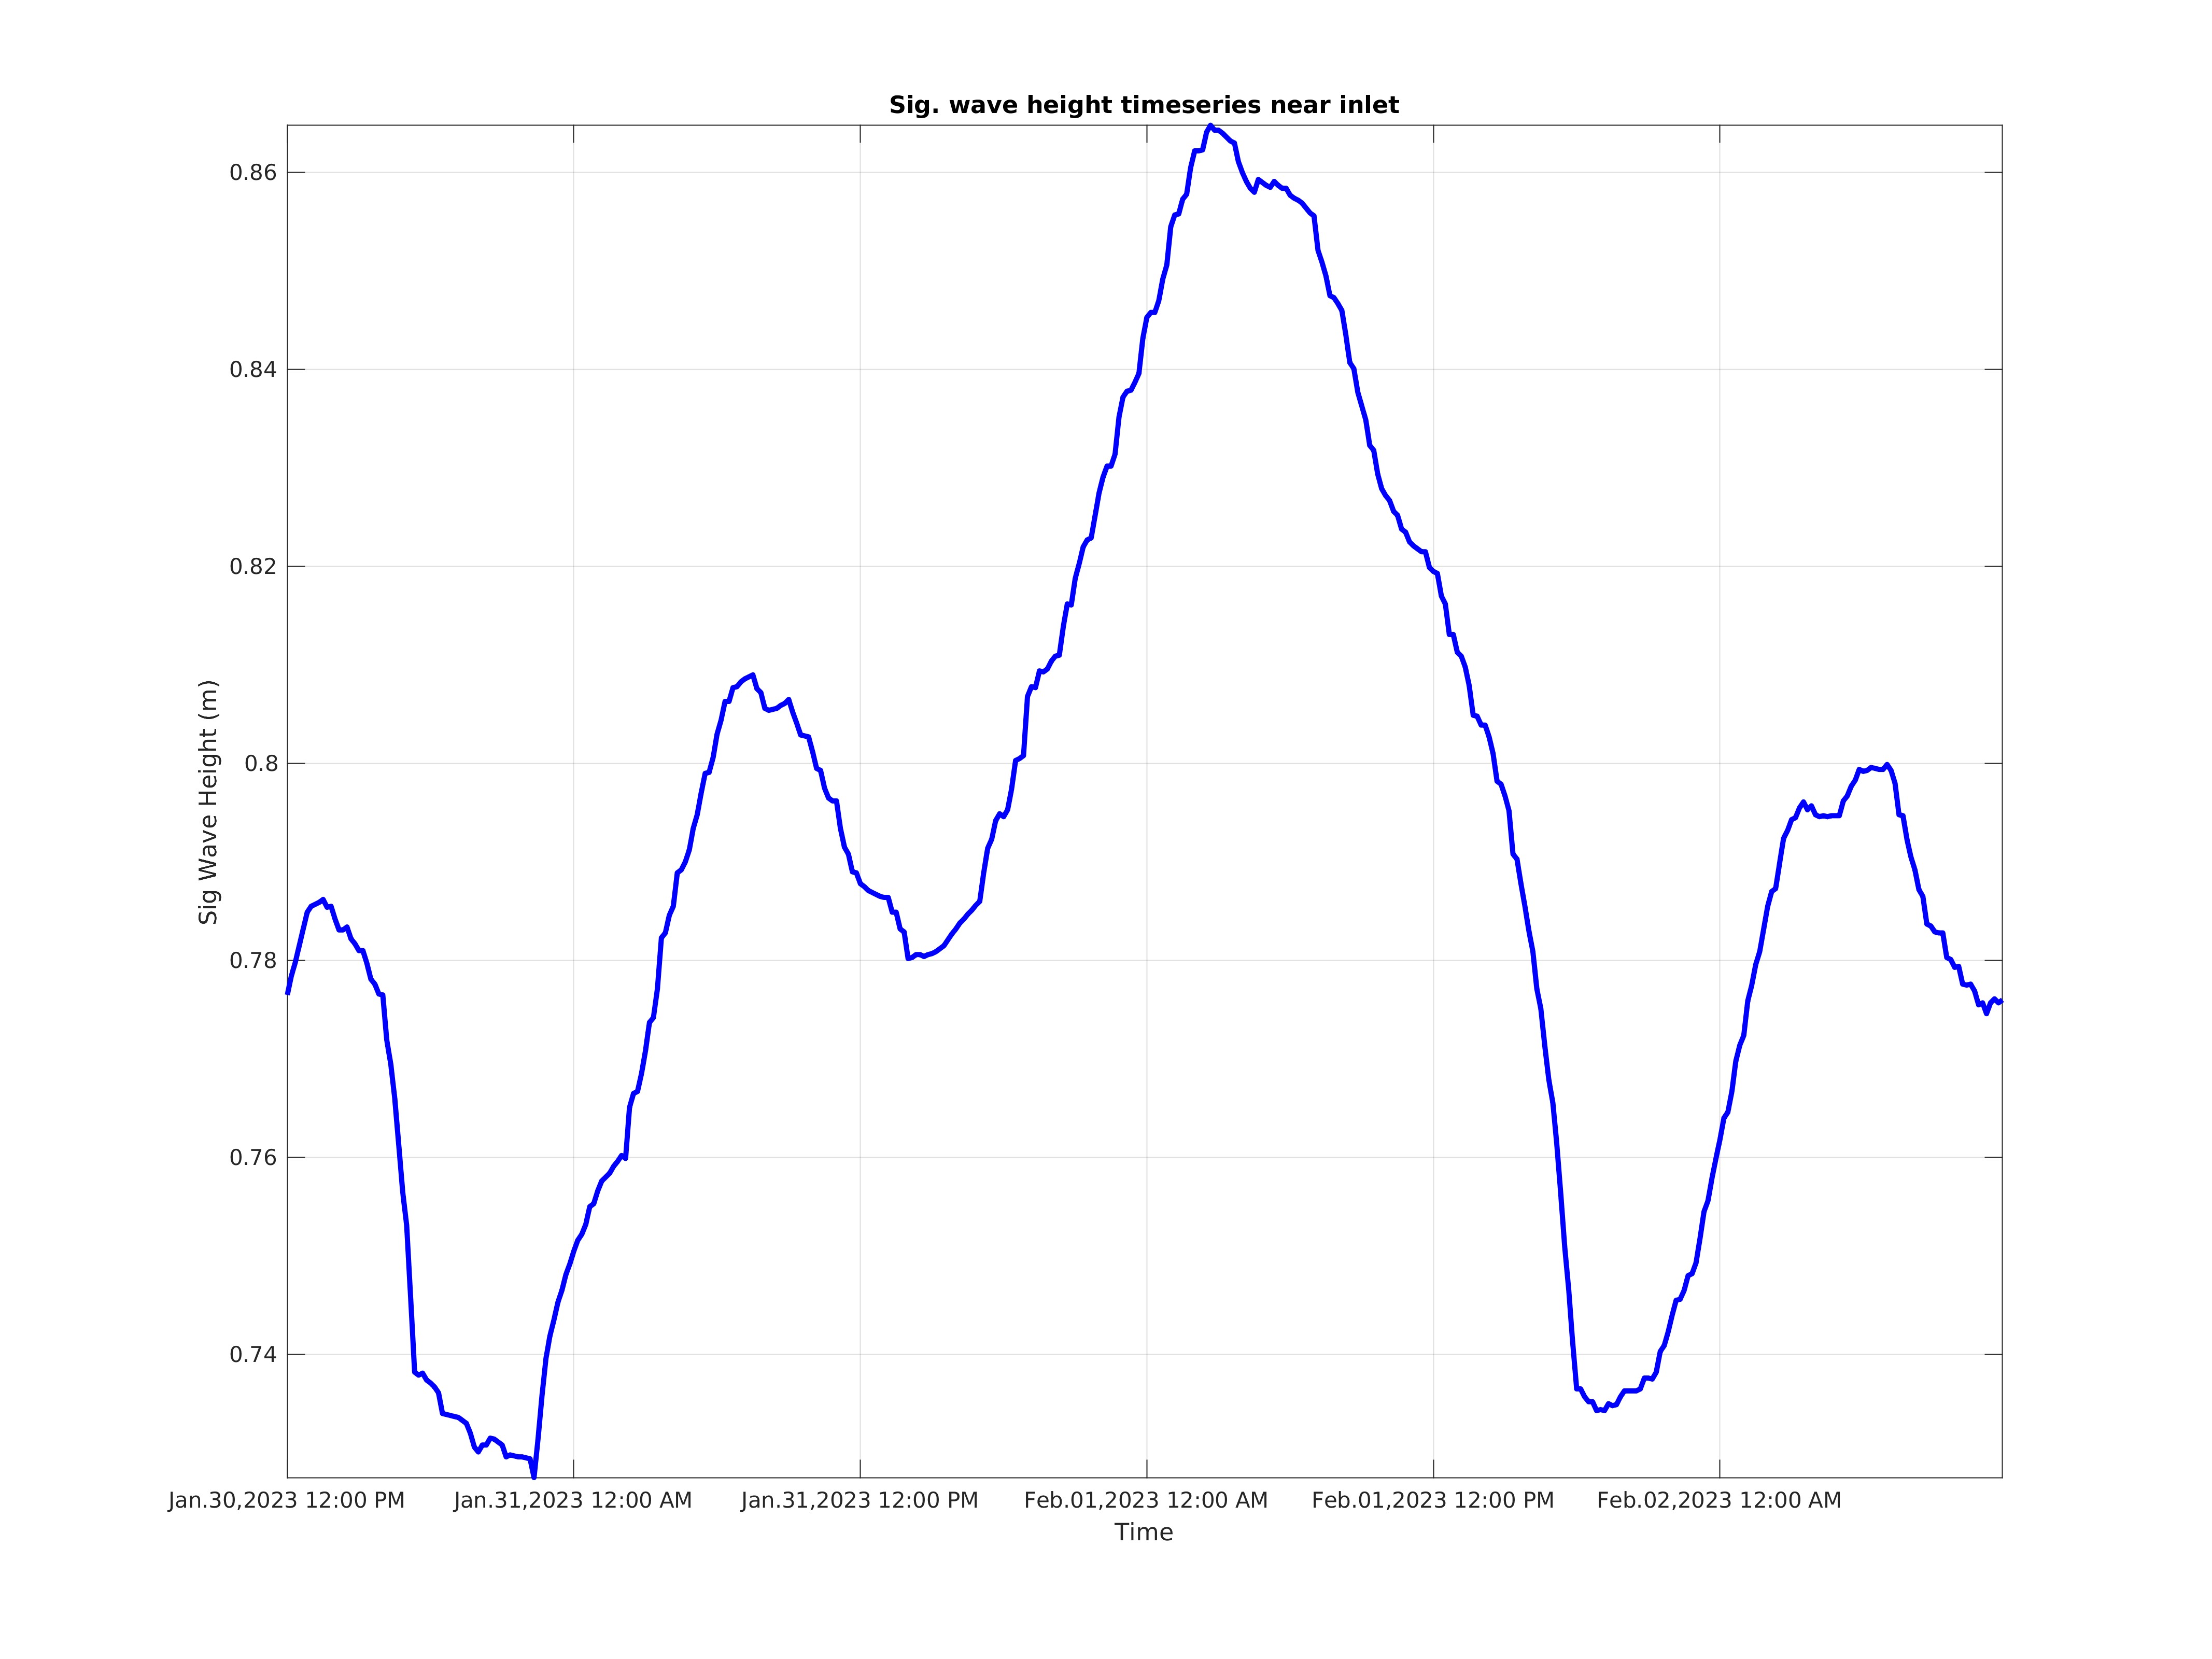 Sig. wave height timeseries near inlet
0.86
0.84
0.82
0.8
0.78
0.76
0.74
Sig Wave Height (m)
Jan.30,2023 12:00 PM Jan.31,2023 12:00 AM Jan.31,2023 12:00 PM Feb.01,2023 12:00 AM Feb.01,2023 12:00 PM Feb.02,2023 12:00 AM
Time